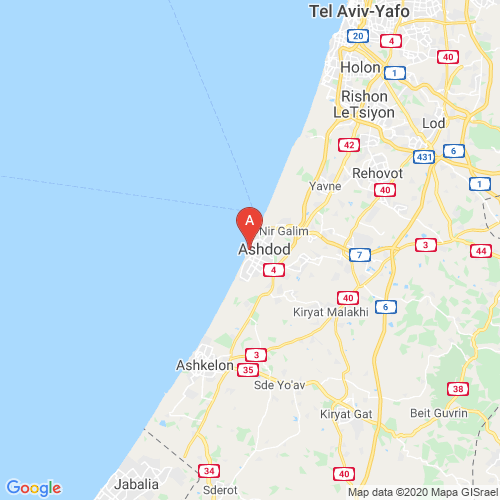 Tel Aviv-Yafo
20
4
40
Holon
1
Rishon
LeTsiyon
Lod
42
431
6
Rehovot
Yavne
40
1
A
Nir Galim
Ashdod
3
44
7
4
40
6
Kiryat Malakhi
3
Ashkelon
35
Sde Yo'av
38
Kiryat Gat
Beit Guvrin
34
40
Jabalia
Sderot
Google
Map data ©2020 Mapa GISrael